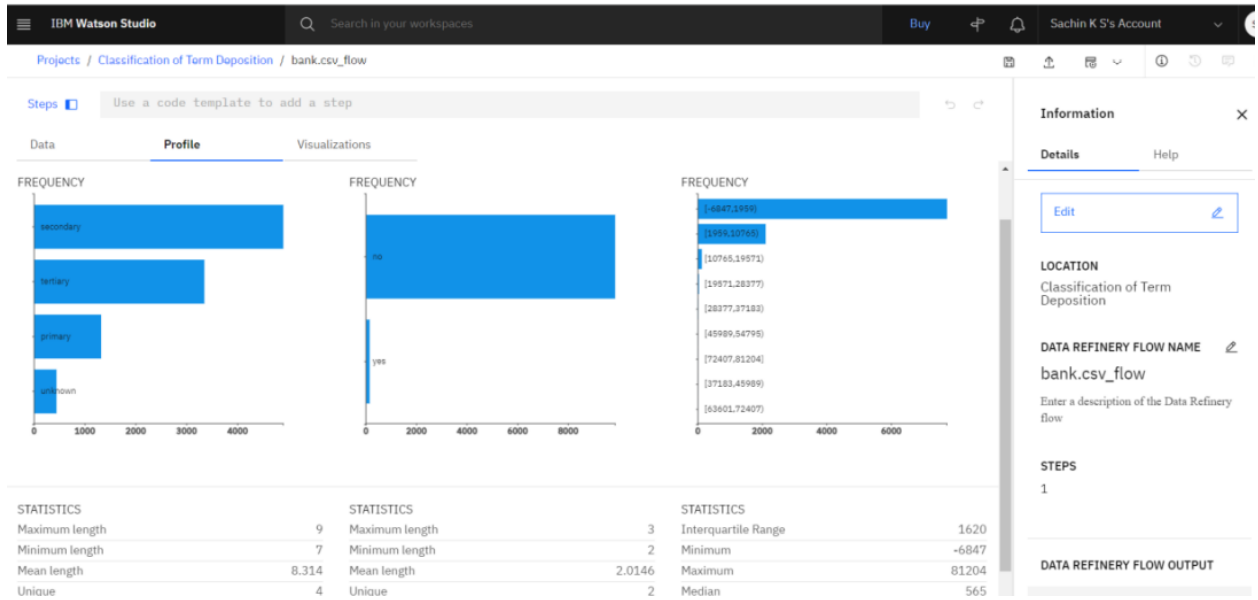 IBM Watson Studio
Search in your workspaces
Buy
Sachin K S's Account
Projects / Classification of Term Deposition / bank.csv_flow
Steps
Use a code template to add a step
Data
Profile
Visualizations
FREQUENCY
secondary
tertiary
primary
unknown
0 1000 2000 3000 4000
FREQUENCY
no
yes
0 2000 4000 6000 8000
FREQUENCY
[-6847,1959)
[1959,10765)
[10765,19571)
[19571,28377)
[28377,37183)
[45989,54795)
[72407,81204)
[37183,45989)
[63601,72407)
0 2000 4000 6000
STATISTICS
Maximum length 9
Minimum length 7
Mean length 8.314
Unique 4
STATISTICS
Maximum length 3
Minimum length 2
Mean length 2.0146
Unique 2
STATISTICS
Interquartile Range 1620
Minimum -6847
Maximum 81204
Median 565
Information
Details
Help
Edit
LOCATION
Classification of Term
Deposition
DATA REFINERY FLOW NAME
bank.csv_flow
Enter a description of the Data Refinery
flow
STEPS
1
DATA REFINERY FLOW OUTPUT